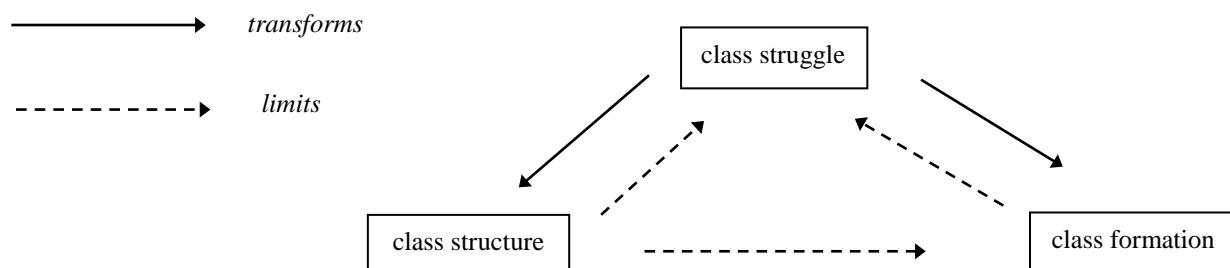 transforms
limits
class struggle
class structure
class formation